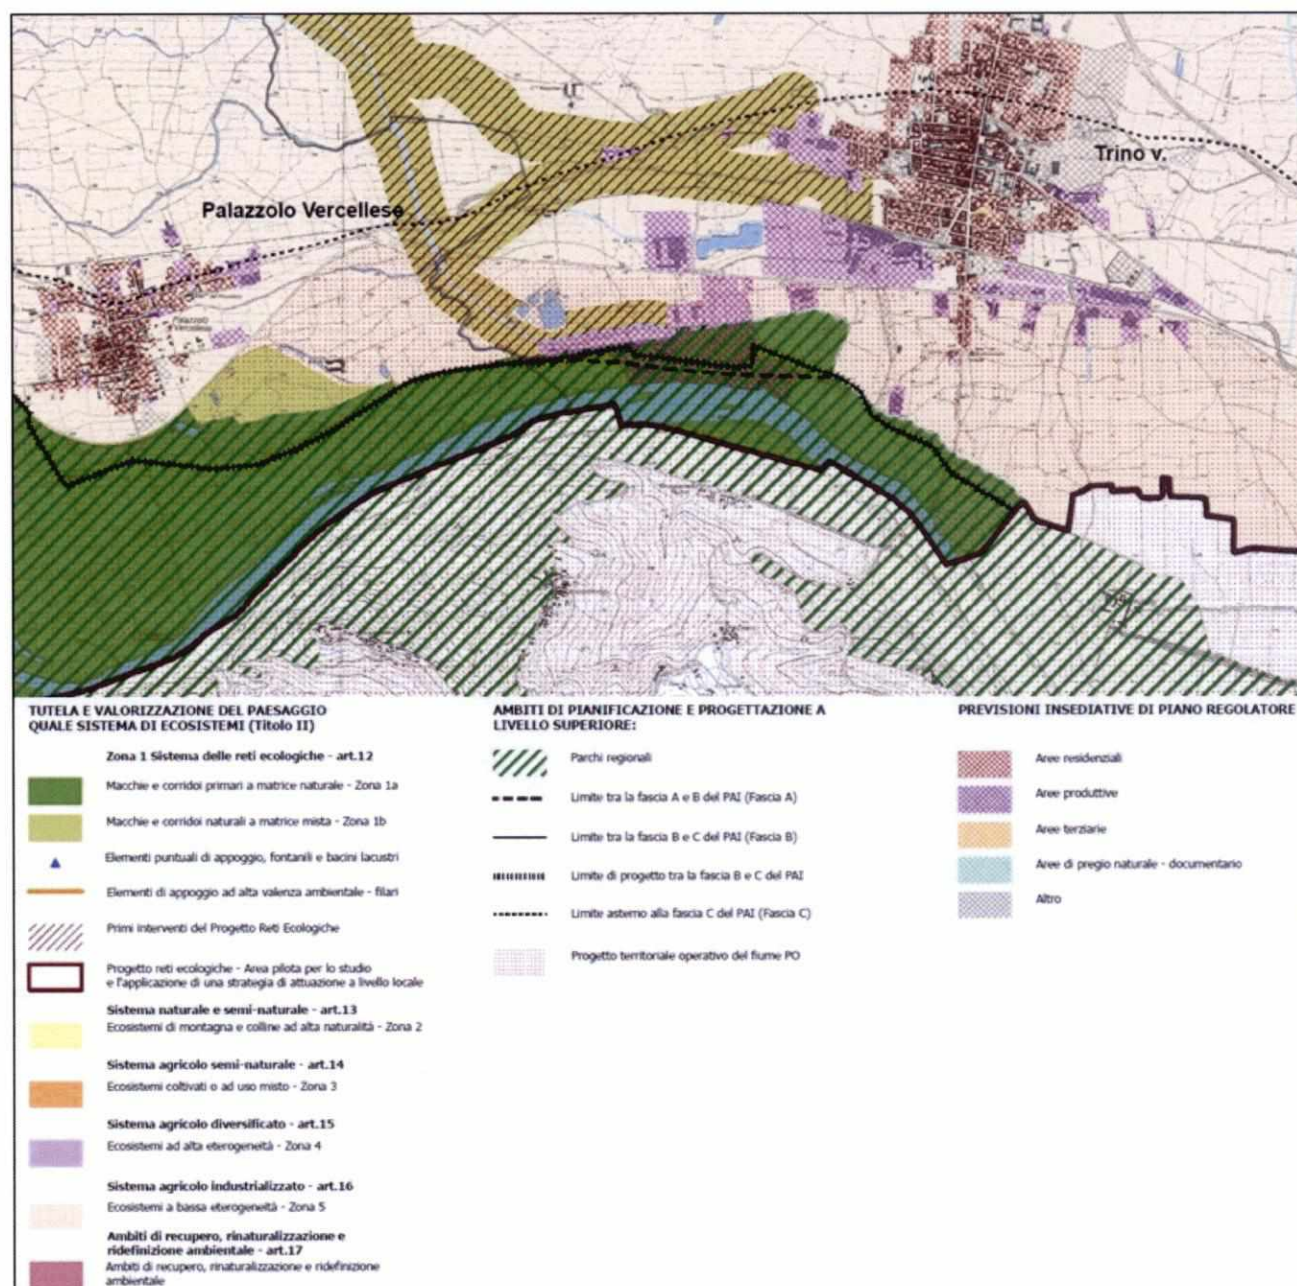 Trino v.
Palazzolo Vercellese
Palazzolo
Vercellese
TUTELA E VALORIZZAZIONE DEL PAESAGGIO
QUALE SISTEMA DI ECOSISTEMI (Titolo II)
Zona 1 Sistema delle reti ecologiche - art.12
Macchie e corridoi primari a matrice naturale - Zona 1a
Macchie e corridoi naturali a matrice mista - Zona 1b
Elementi puntuali di appoggio, fontanili e bacini lacustri
Elementi di appoggio ad alta valenza ambientale - filari
Primi interventi del Progetto Reti Ecologiche
Progetto reti ecologiche - Area pilota per lo studio
e l'applicazione di una strategia di attuazione a livello locale
Sistema naturale e semi-naturale - art.13
Ecosistemi di montagna e colline ad alta naturalità - Zona 2
Sistema agricolo semi-naturale - art.14
Ecosistemi coltivati o ad uso misto - Zona 3
Sistema agricolo diversificato - art.15
Ecosistemi ad alta eterogeneità - Zona 4
Sistema agricolo industrializzato - art.16
Ecosistemi a bassa eterogeneità - Zona 5
Ambiti di recupero, rinaturalizzazione e
ridefinizione ambientale - art.17
Ambiti di recupero, rinaturalizzazione e ridefinizione
ambientale
AMBITI DI PIANIFICAZIONE E PROGETTAZIONE A
LIVELLO SUPERIORE:
Parchi regionali
Limite tra la fascia A e B del PAI (Fascia A)
Limite tra la fascia B e C del PAI (Fascia B)
Limite di progetto tra la fascia B e C del PAI
Limite asterno alla fascia C del PAI (Fascia C)
Progetto territoriale operativo del fiume PO
PREVISIONI INSEDIATIVE DI PIANO REGOLATORE
Aree residenziali
Aree produttive
Aree terziarie
Aree di pregio naturale - documentario
Altro